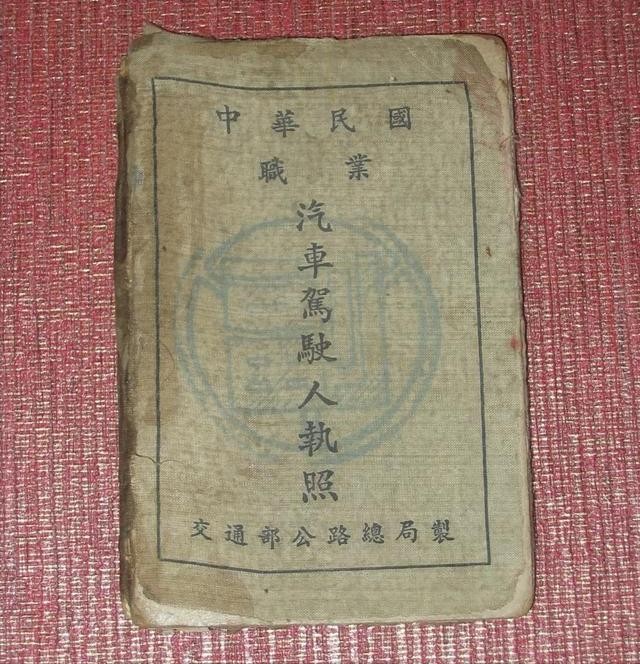 中華民國
職業
汽車駕駛人執照
交通部公路總局製